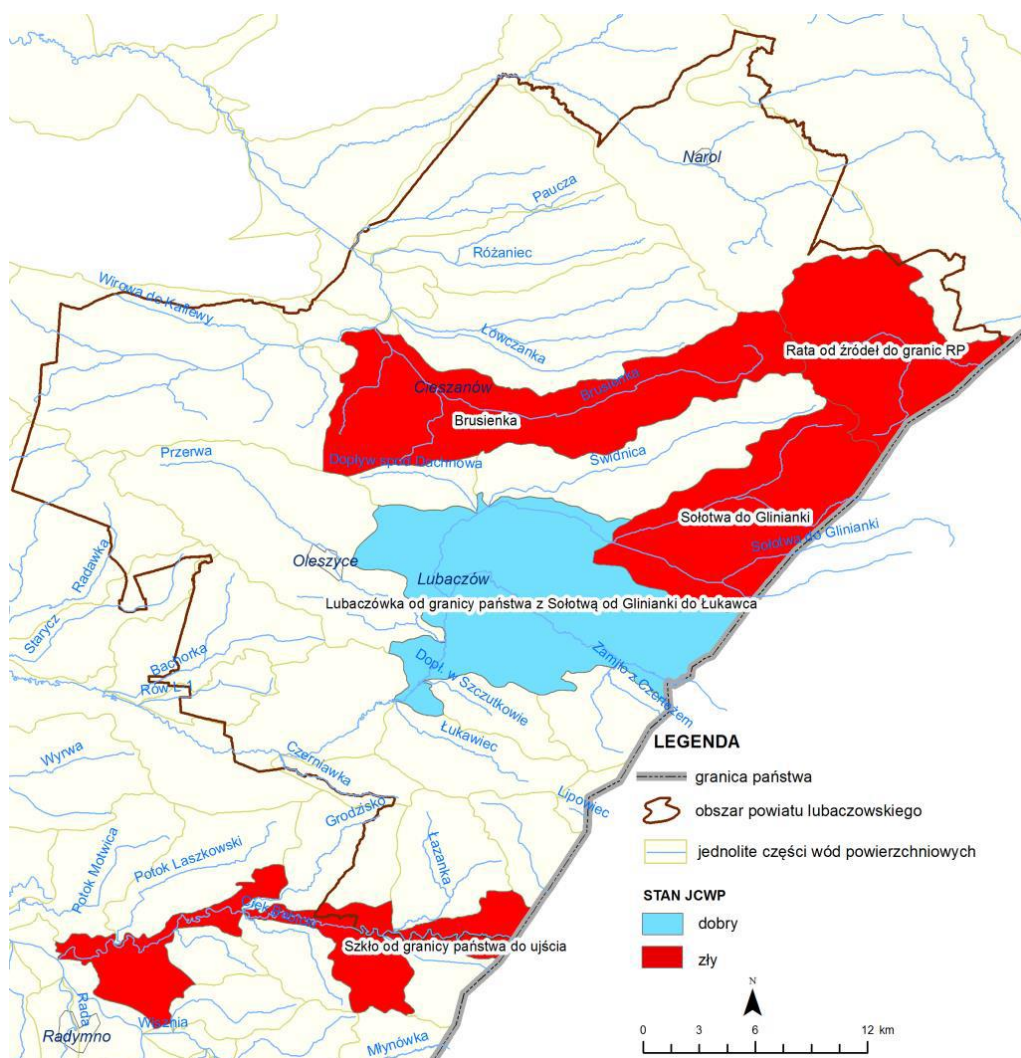 Narol
Paucza
Różaniec
Wirowa do Kaflewy
Łówczanka
Rata od źródeł do granic RP
Brusienka
Cieszanów
Brusienka
Przerwa
Dopływ spod Dachnowa
Świdnica
Sołotwa do Glinianki
Sołotwa do Glinianki
Radawka
Oleszyce
Lubaczów
Lubaczówka od granicy państwa z Sołotwą od Glinianki do Łukawca
Starycz
Bachorka
Rów L-1
Dopł. w Szczutkowie
Zamiło z Czerteżem
Łukawiec
Wyrwa
Czerniawka
Lipowiec
Grodzisko
Łazanka
Potok Motwica
Potok Laszkowski
Szkło od granicy państwa do ujścia
Rada
Wisznia
Radymno
Młynówka
LEGENDA
granica państwa
obszar powiatu lubaczowskiego
jednolite części wód powierzchniowych
STAN JCWP
dobry
zły
N
0 3 6 12 km